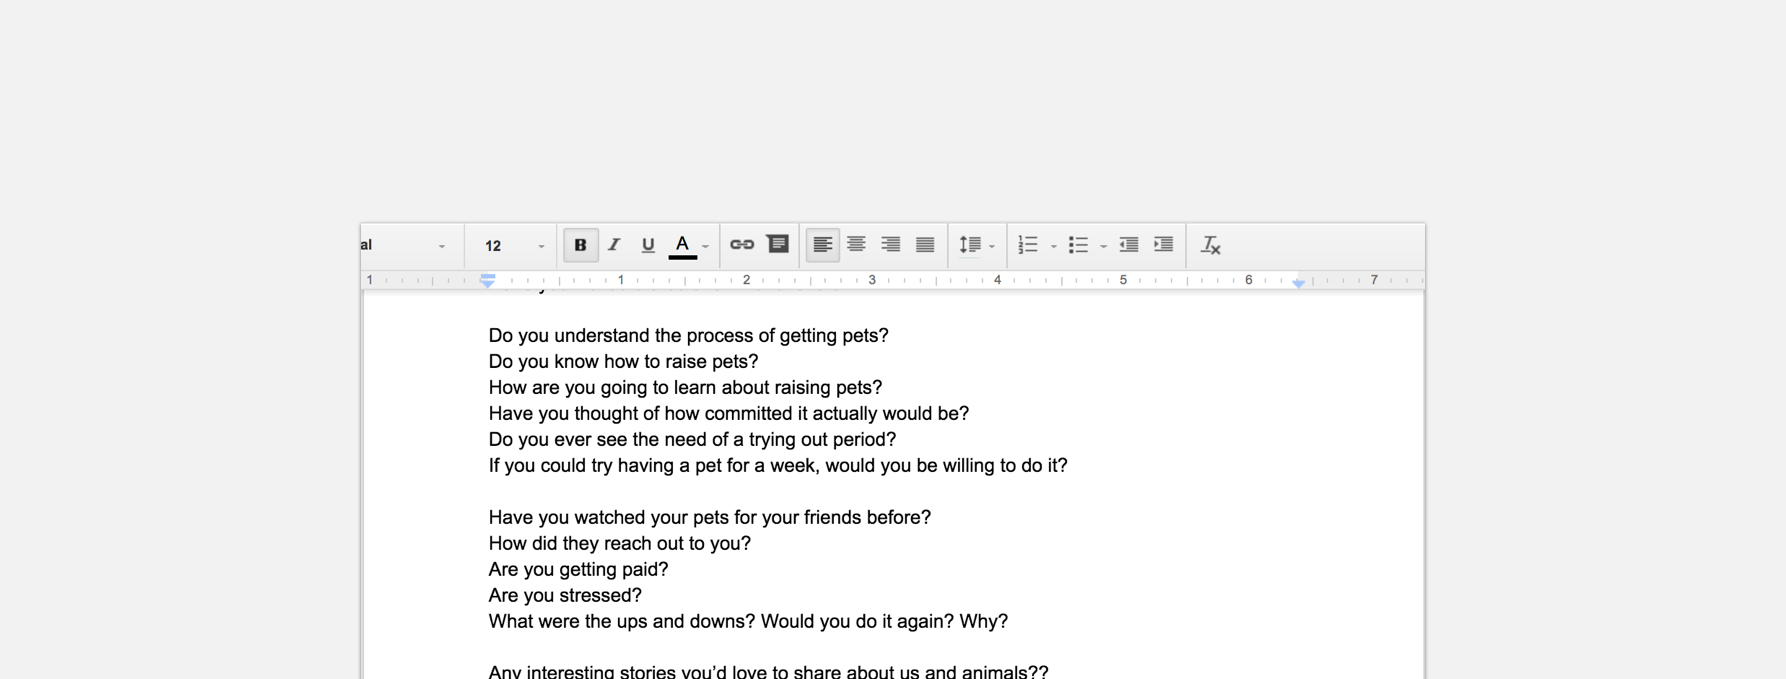 al 12 B I U A
1 1 2 3 4 5 6 7
Do you understand the process of getting pets?
Do you know how to raise pets?
How are you going to learn about raising pets?
Have you thought of how committed it actually would be?
Do you ever see the need of a trying out period?
If you could try having a pet for a week, would you be willing to do it?
Have you watched your pets for your friends before?
How did they reach out to you?
Are you getting paid?
Are you stressed?
What were the ups and downs? Would you do it again? Why?
Any interesting stories you’d love to share about us and animals??